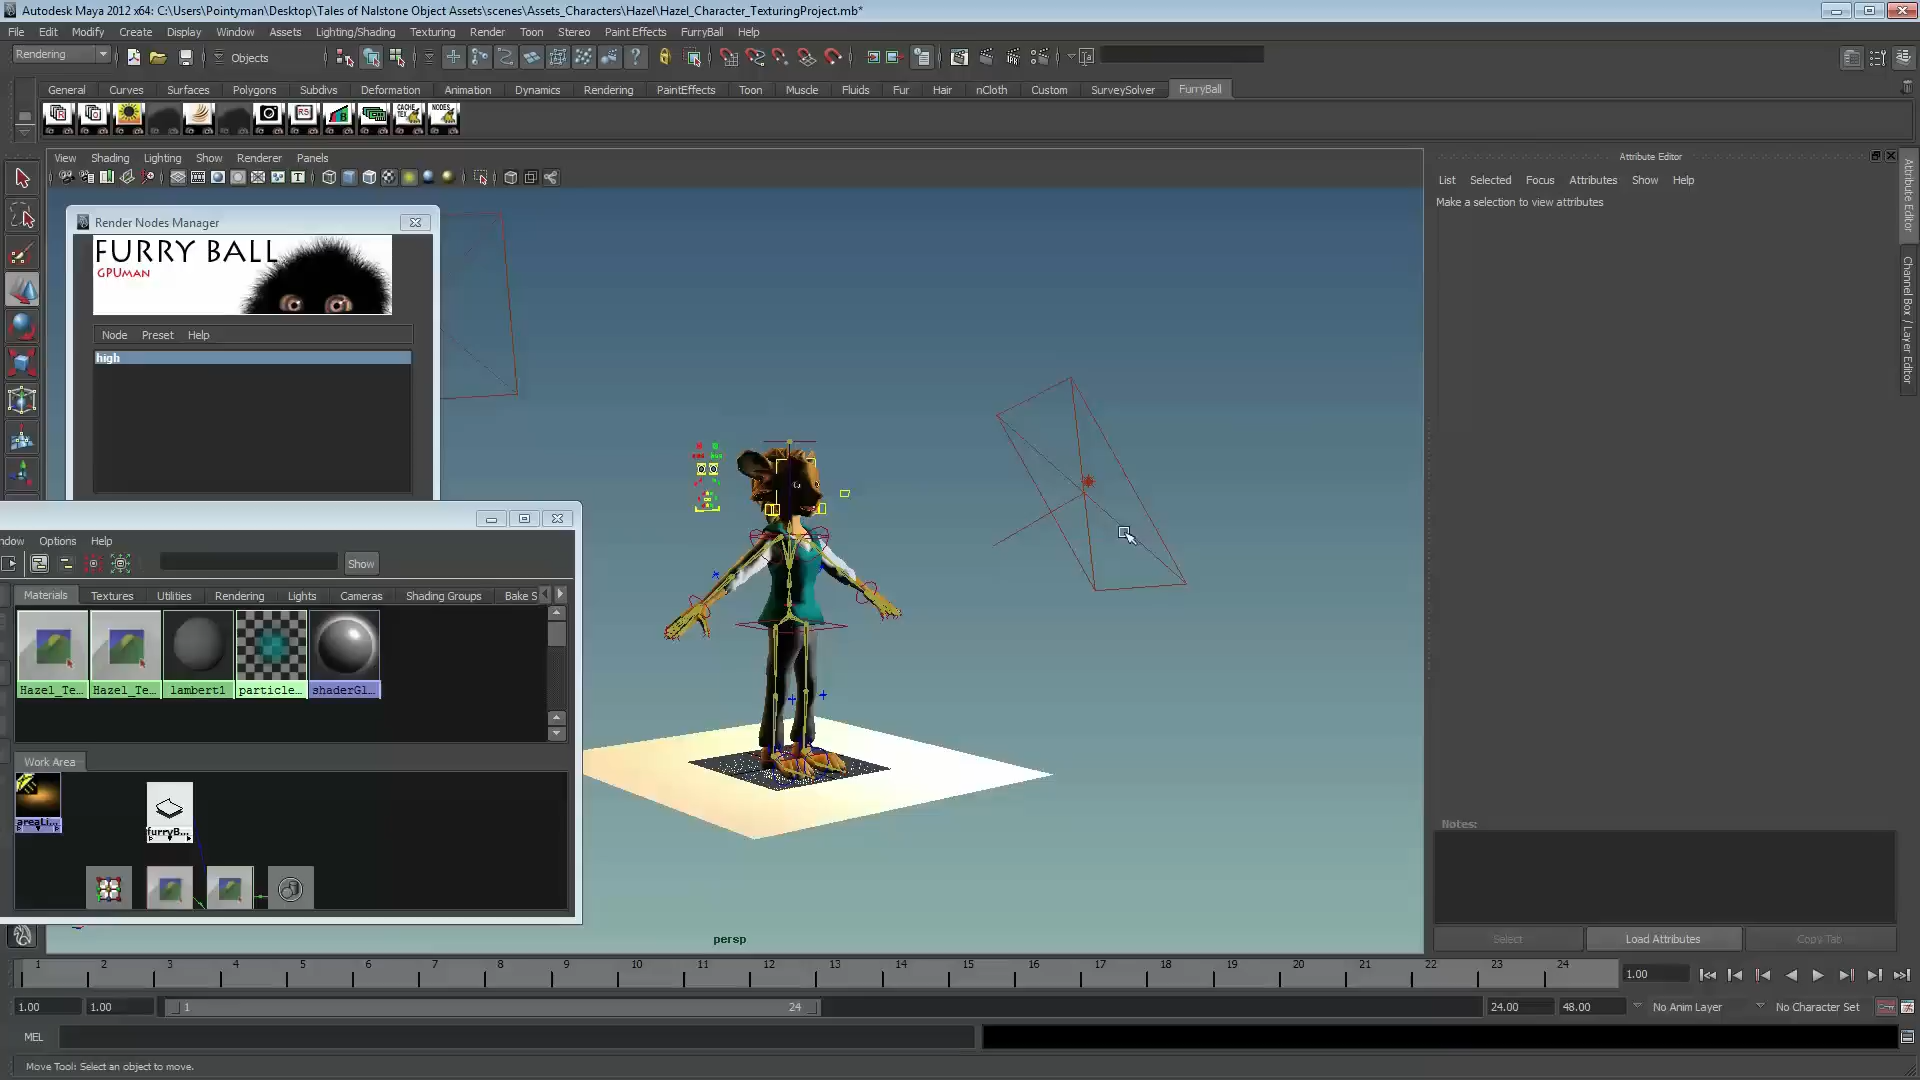 Autodesk Maya 2012 x64: C:\Users\Pointyman\Desktop\Tales of Nalstone Object Assets\scenes\Assets_Characters\Hazel\Hazel_Character_TexturingProject.mb*
File Edit Modify Create Display Window Assets Lighting/Shading Texturing Render Toon Stereo Paint Effects FurryBall Help
Rendering Objects
General Curves Surfaces Polygons Subdivs Deformation Animation Dynamics Rendering PaintEffects Toon Muscle Fluids Fur Hair nCloth Custom SurveySolver FurryBall
CACHE TEX NODES
View Shading Lighting Show Renderer Panels
Attribute Editor
List Selected Focus Attributes Show Help
Make a selection to view attributes
Attribute Editor
Channel Box / Layer Editor
Render Nodes Manager
FURRY BALL
GPUMAN
Node Preset Help
high
ndow Options Help
Show
Materials Textures Utilities Rendering Lights Cameras Shading Groups Bake S
Hazel_Te... Hazel_Te... lambert1 particle... shaderGl...
Work Area
areaLi...
furryB...
persp
Notes:
Select Load Attributes Copy Tab
1 2 3 4 5 6 7 8 9 10 11 12 13 14 15 16 17 18 19 20 21 22 23 24 1.00
1.00 1.00 1 24 24.00 48.00 No Anim Layer No Character Set
MEL
Move Tool: Select an object to move.